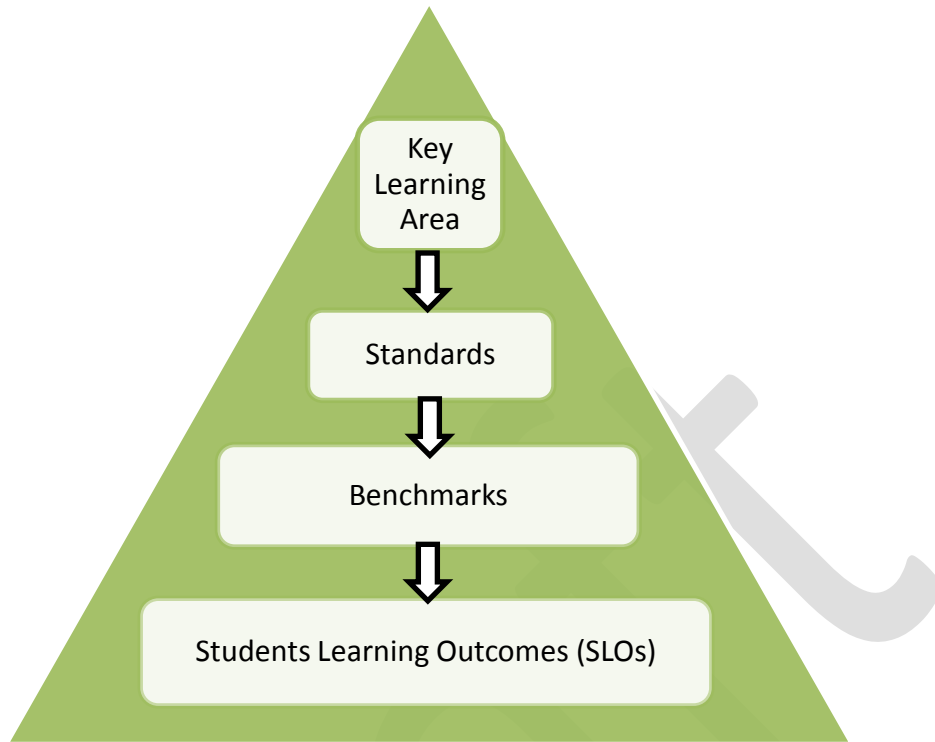 Key
Learning
Area
Standards
Benchmarks
Students Learning Outcomes (SLOs)